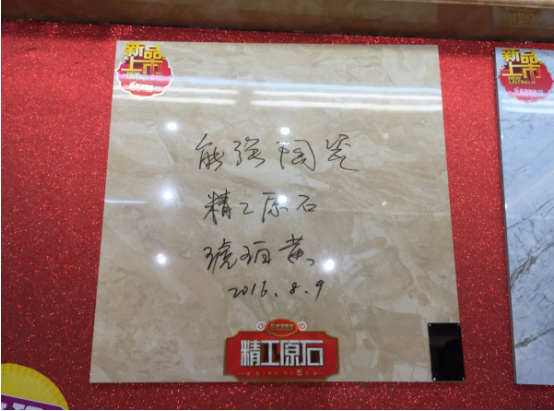 新品
上市
新品
上市
能强陶瓷
精工原石
琥珀黄
2016.8.9
精工原石